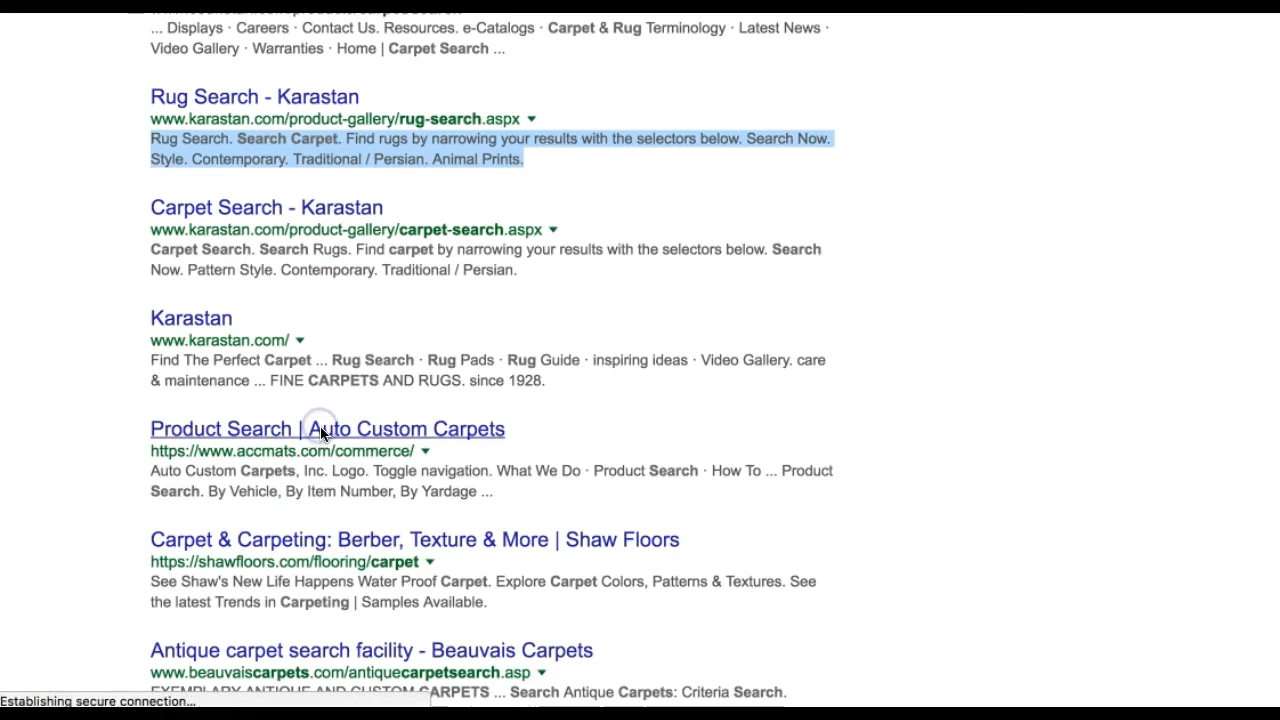 ... Displays · Careers · Contact Us. Resources. e-Catalogs · Carpet & Rug Terminology · Latest News ·
Video Gallery · Warranties · Home | Carpet Search ...
Rug Search - Karastan
www.karastan.com/product-gallery/rug-search.aspx
Rug Search. Search Carpet. Find rugs by narrowing your results with the selectors below. Search Now.
Style. Contemporary. Traditional / Persian. Animal Prints.
Carpet Search - Karastan
www.karastan.com/product-gallery/carpet-search.aspx
Carpet Search. Search Rugs. Find carpet by narrowing your results with the selectors below. Search
Now. Pattern Style. Contemporary. Traditional / Persian.
Karastan
www.karastan.com/
Find The Perfect Carpet ... Rug Search · Rug Pads · Rug Guide · inspiring ideas · Video Gallery. care
& maintenance ... FINE CARPETS AND RUGS. since 1928.
Product Search | Auto Custom Carpets
https://www.accmats.com/commerce/
Auto Custom Carpets, Inc. Logo. Toggle navigation. What We Do · Product Search · How To ... Product
Search. By Vehicle, By Item Number, By Yardage ...
Carpet & Carpeting: Berber, Texture & More | Shaw Floors
https://shawfloors.com/flooring/carpet
See Shaw's New Life Happens Water Proof Carpet. Explore Carpet Colors, Patterns & Textures. See
the latest Trends in Carpeting | Samples Available.
Antique carpet search facility - Beauvais Carpets
www.beauvaiscarpets.com/antiquecarpetsearch.asp
EXEMPLARY ANTIQUE AND CUSTOM CARPETS ... Search Antique Carpets: Criteria Search.
Establishing secure connection...